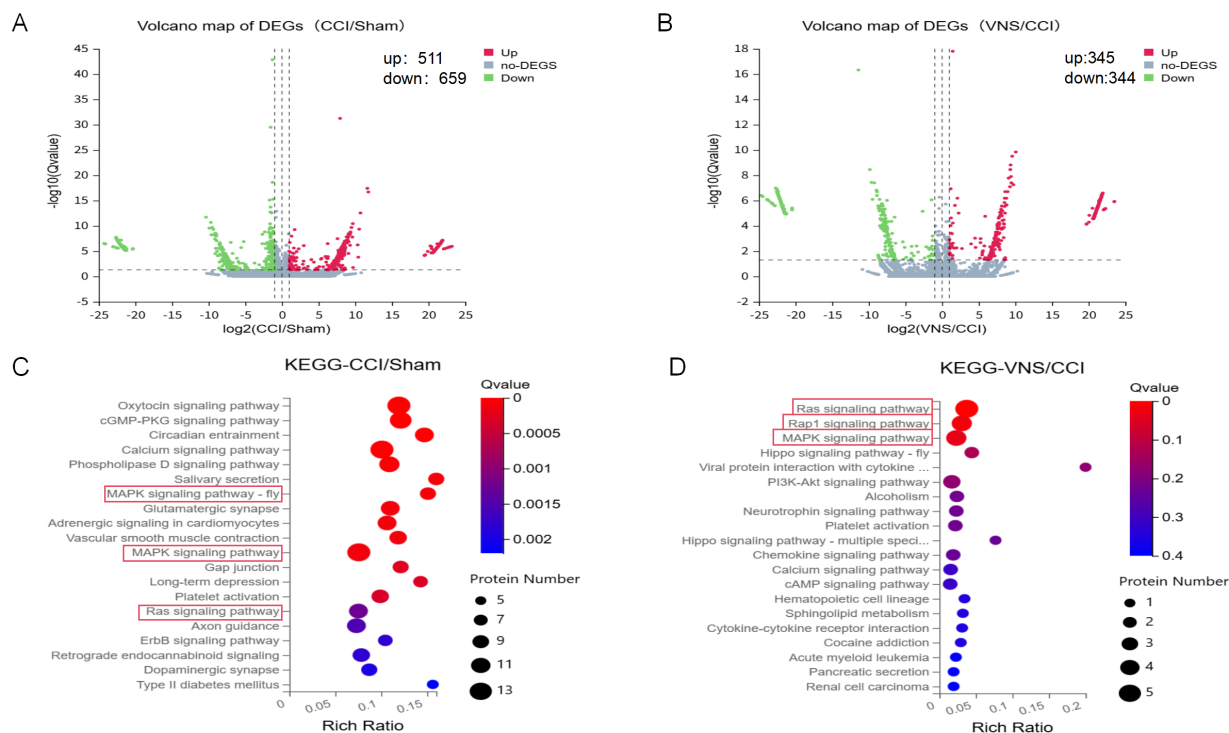 A
Volcano map of DEGs（CCI/Sham）
up: 511
down: 659
Up
no-DEGS
Down
-log10(Qvalue)
45
40
35
30
25
20
15
10
5
0
-5
-25
-20
-15
-10
-5
0
5
10
15
20
25
log2(CCI/Sham)
B
Volcano map of DEGs（VNS/CCI）
up:345
down:344
Up
no-DEGS
Down
-log10(Qvalue)
18
16
14
12
10
8
6
4
2
0
-2
-25
-20
-15
-10
-5
0
5
10
15
20
25
log2(VNS/CCI)
C
KEGG-CCI/Sham
Oxytocin signaling pathway
cGMP-PKG signaling pathway
Circadian entrainment
Calcium signaling pathway
Phospholipase D signaling pathway
Salivary secretion
MAPK signaling pathway - fly
Glutamatergic synapse
Adrenergic signaling in cardiomyocytes
Vascular smooth muscle contraction
MAPK signaling pathway
Gap junction
Long-term depression
Platelet activation
Ras signaling pathway
Axon guidance
ErbB signaling pathway
Retrograde endocannabinoid signaling
Dopaminergic synapse
Type II diabetes mellitus
0
0.05
0.1
0.15
Rich Ratio
Qvalue
0
0.0005
0.001
0.0015
0.002
Protein Number
5
7
9
11
13
D
KEGG-VNS/CCI
Ras signaling pathway
Rap1 signaling pathway
MAPK signaling pathway
Hippo signaling pathway - fly
Viral protein interaction with cytokine ...
PI3K-Akt signaling pathway
Alcoholism
Neurotrophin signaling pathway
Platelet activation
Hippo signaling pathway - multiple speci...
Chemokine signaling pathway
Calcium signaling pathway
cAMP signaling pathway
Hematopoietic cell lineage
Sphingolipid metabolism
Cytokine-cytokine receptor interaction
Cocaine addiction
Acute myeloid leukemia
Pancreatic secretion
Renal cell carcinoma
0
0.05
0.1
0.15
0.2
Rich Ratio
Qvalue
0
0.1
0.2
0.3
0.4
Protein Number
1
2
3
4
5